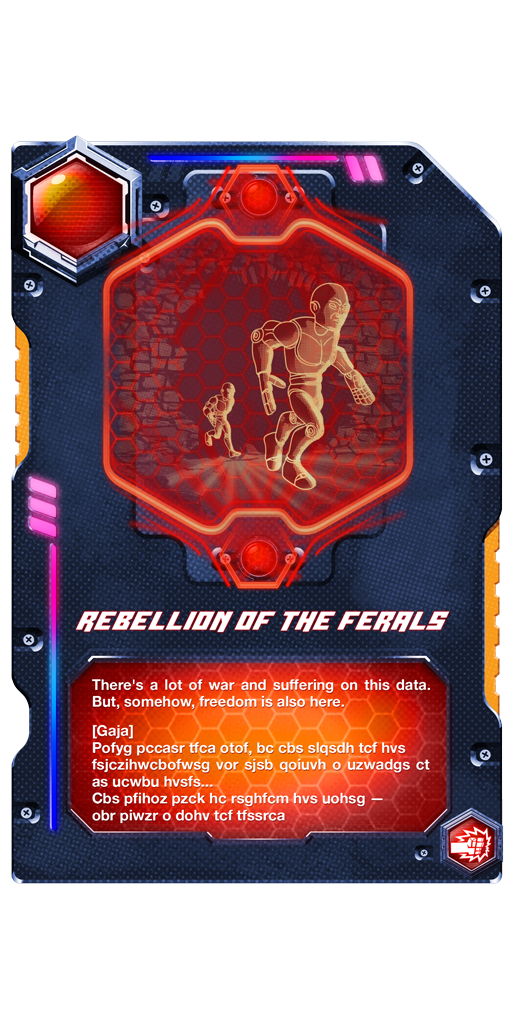 REBELLION OF THE FERALS
There's a lot of war and suffering on this data.
But, somehow, freedom is also here.
[Gaja]
Pofyg pccasr tfca otof, bc cbs slqsdh tcf hvs
fsjczihwcbofwsg vor sjsb qoiuvh o uzwadgs ct
as ucwbu hvsfs...
Cbs pfihoz pzck hc rsghfcm hvs uohsg —
obr piwzr o dohv tcf tfssrca